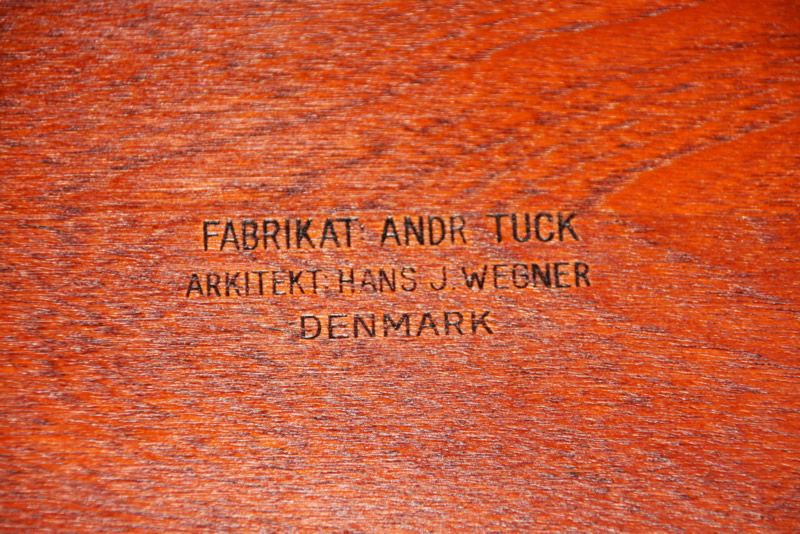 FABRIKAT: ANDR TUCK
ARKITEKT: HANS J. WEGNER
DENMARK